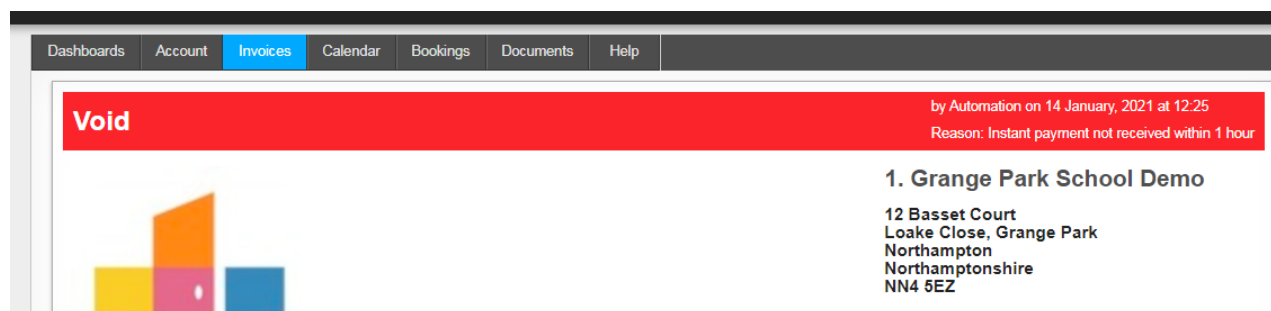 Dashboards Account Invoices Calendar Bookings Documents Help
Void
by Automation on 14 January, 2021 at 12:25
Reason: Instant payment not received within 1 hour
1. Grange Park School Demo
12 Basset Court
Loake Close, Grange Park
Northampton
Northamptonshire
NN4 5EZ